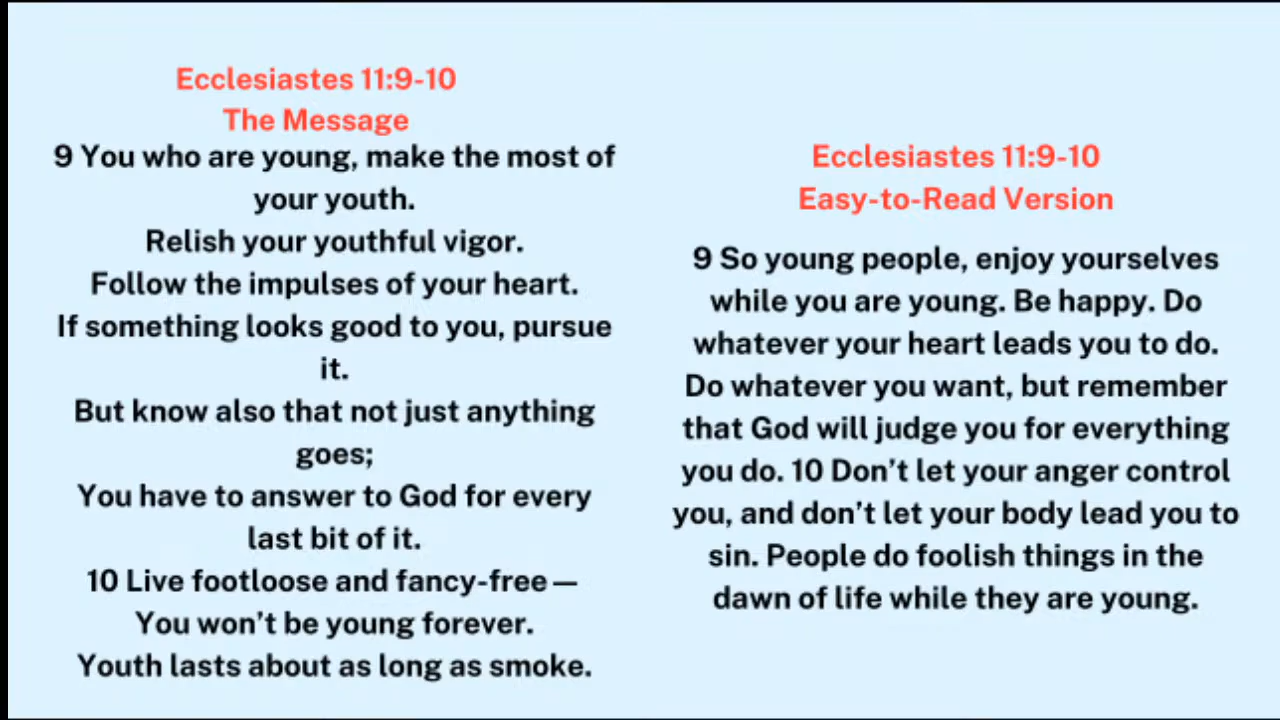 Ecclesiastes 11:9-10
The Message
9 You who are young, make the most of
your youth.
Relish your youthful vigor.
Follow the impulses of your heart.
If something looks good to you, pursue
it.
But know also that not just anything
goes;
You have to answer to God for every
last bit of it.
10 Live footloose and fancy-free—
You won't be young forever.
Youth lasts about as long as smoke.
Ecclesiastes 11:9-10
Easy-to-Read Version
9 So young people, enjoy yourselves
while you are young. Be happy. Do
whatever your heart leads you to do.
Do whatever you want, but remember
that God will judge you for everything
you do. 10 Don't let your anger control
you, and don't let your body lead you to
sin. People do foolish things in the
dawn of life while they are young.